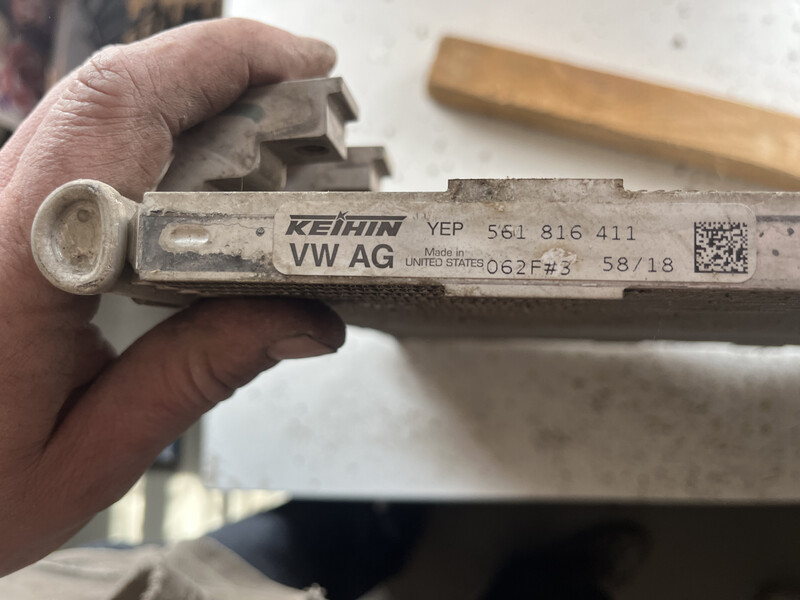 KEIHIN YEP 561 816 411
VW AG Made in UNITED STATES 062F#3 58/18